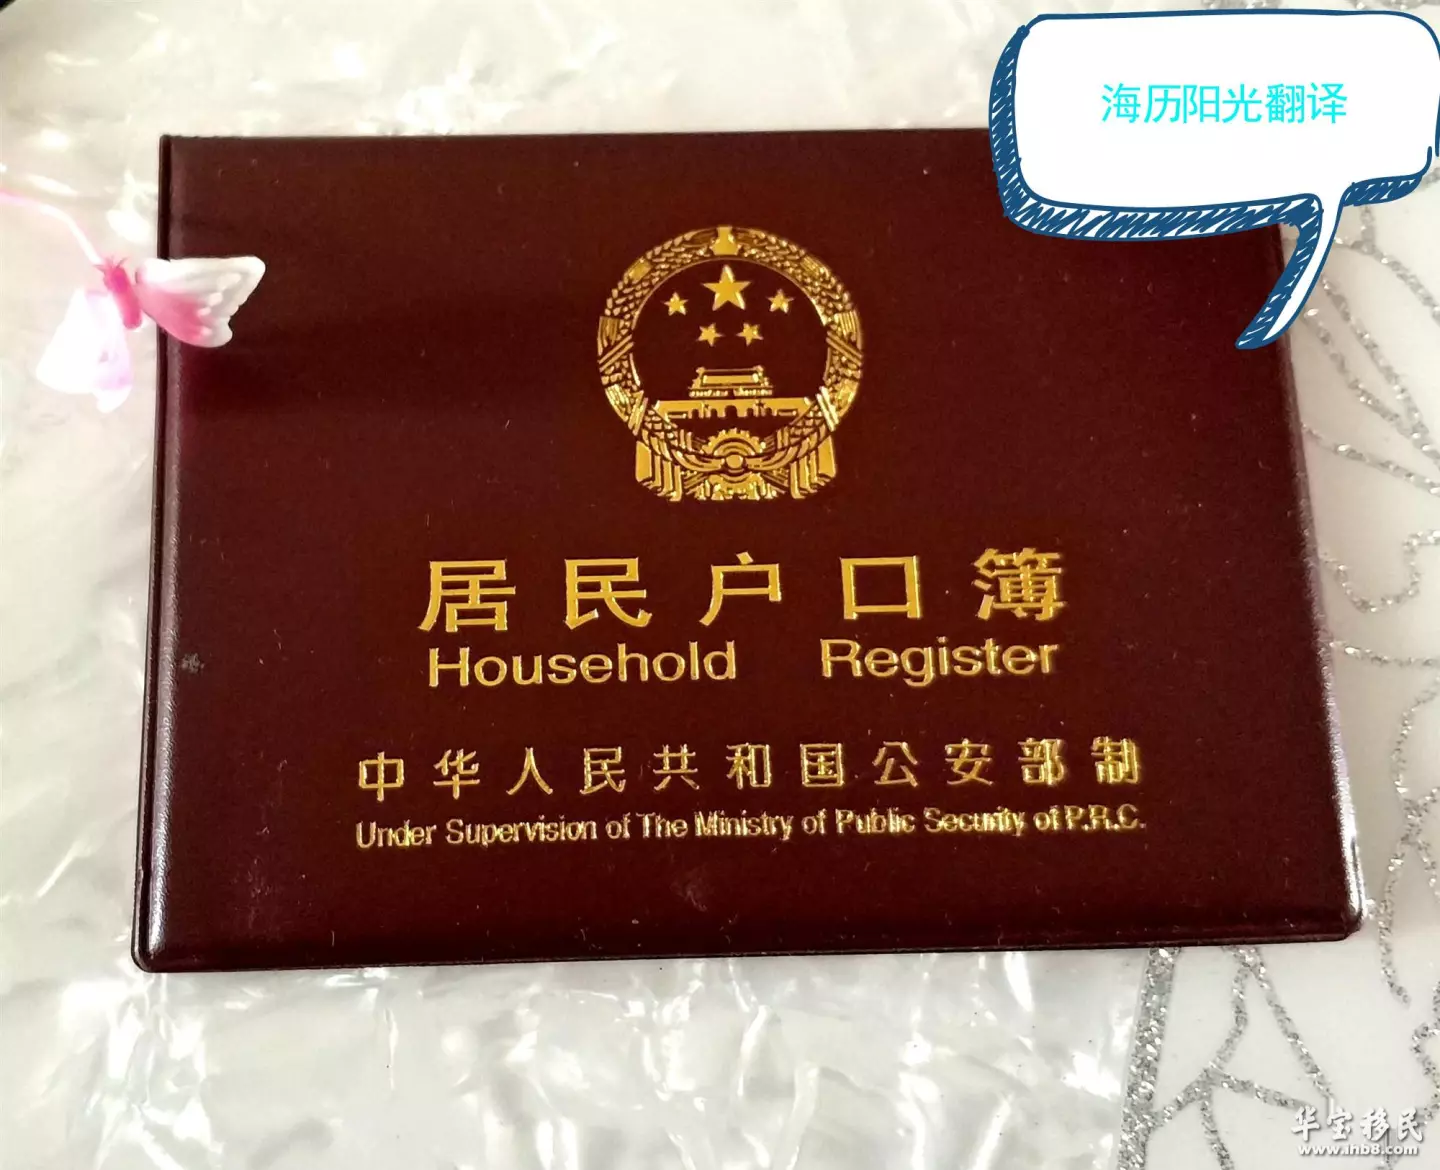 海历阳光翻译
居民户口簿
Household Register
中华人民共和国公安部制
Under Supervision of The Ministry of Public Security of P.R.C.
华宝移民
www.ihb8.com